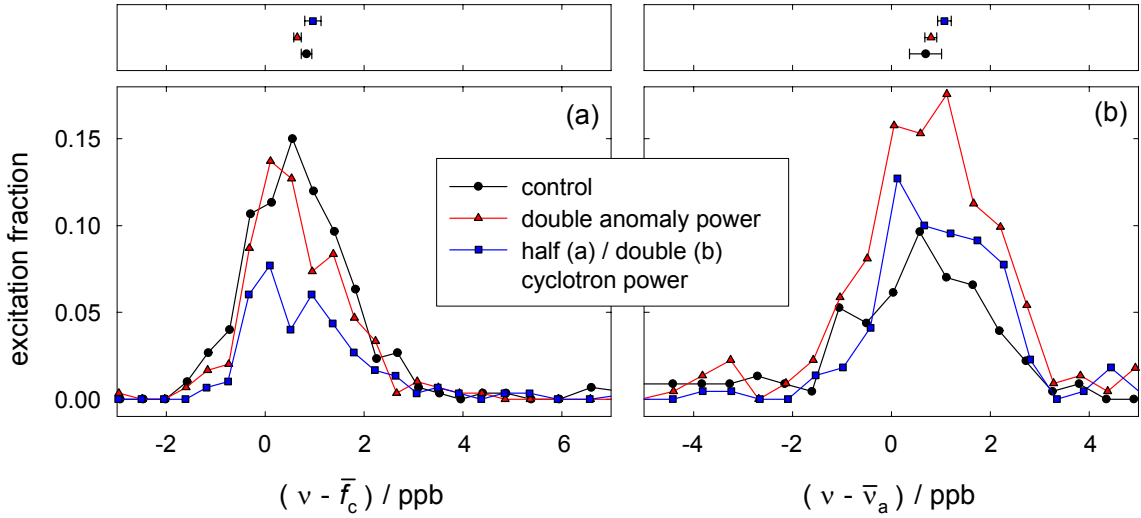 (a)
(b)
0.15
0.10
0.05
0.00
excitation fraction
control
double anomaly power
half (a) / double (b)
cyclotron power
-2 0 2 4 6
-4 -2 0 2 4
( ν - f̅c ) / ppb
( ν - ν̅a ) / ppb